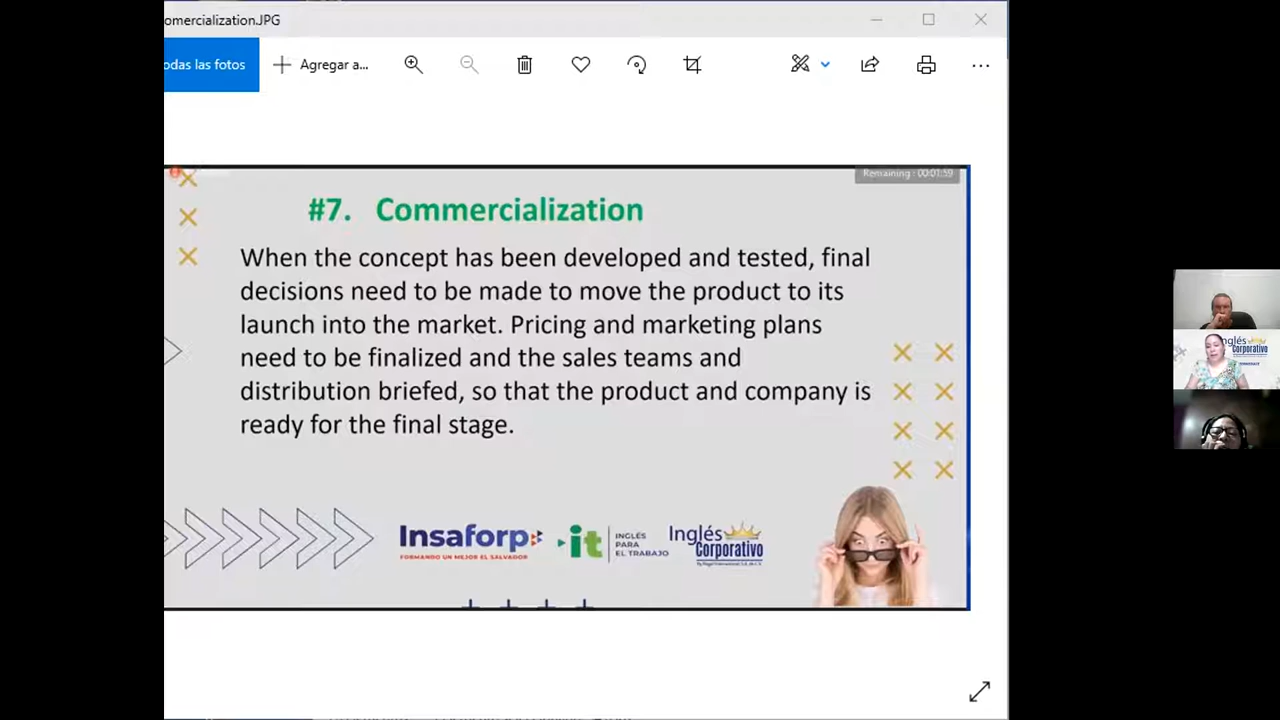 omercialization.JPG
odas las fotos
Agregar a...
Remaining : 00:01:59
#7. Commercialization
When the concept has been developed and tested, final
decisions need to be made to move the product to its
launch into the market. Pricing and marketing plans
need to be finalized and the sales teams and
distribution briefed, so that the product and company is
ready for the final stage.
Insaforp
FORMANDO UN MEJOR EL SALVADOR
it
INGLÉS
PARA
EL TRABAJO
Inglés
Corporativo
Inglés
Corporativo